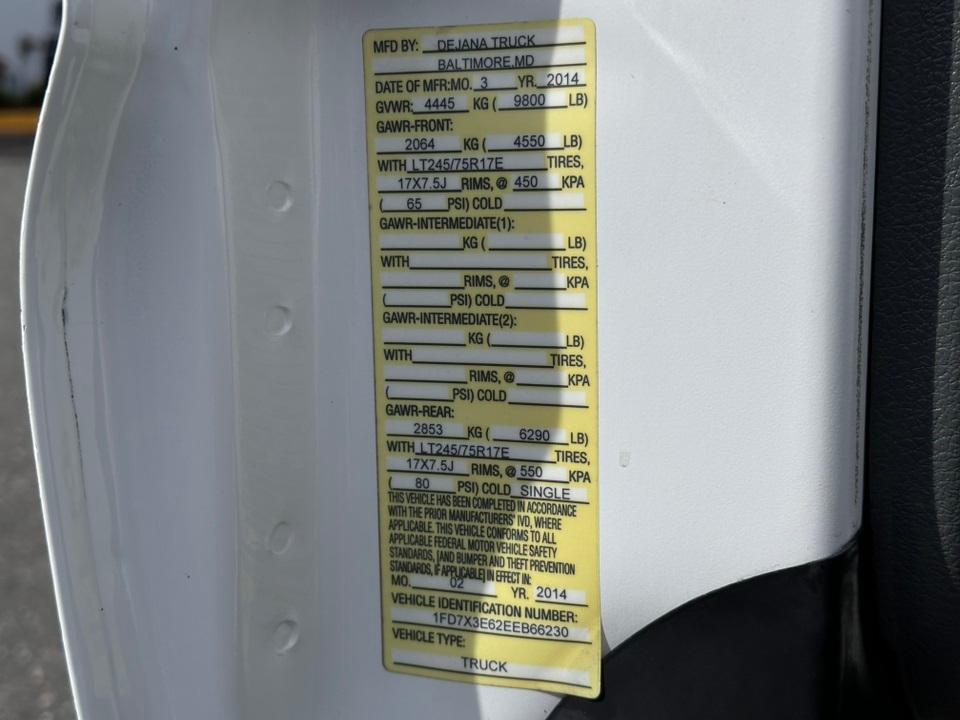 MFD BY: DEJANA TRUCK
BALTIMORE,MD
DATE OF MFR:MO. 3 YR. 2014
GVWR: 4445 KG ( 9800 LB)
GAWR-FRONT:
2064 KG ( 4550 LB)
WITH LT245/75R17E TIRES,
17X7.5J RIMS, @ 450 KPA
( 65 PSI) COLD
GAWR-INTERMEDIATE(1):
KG ( LB)
WITH TIRES,
RIMS, @ KPA
( PSI) COLD
GAWR-INTERMEDIATE(2):
KG ( LB)
WITH TIRES,
RIMS, @ KPA
( PSI) COLD
GAWR-REAR:
2853 KG ( 6290 LB)
WITH LT245/75R17E TIRES,
17X7.5J RIMS, @ 550 KPA
( 80 PSI) COLD SINGLE
THIS VEHICLE HAS BEEN COMPLETED IN ACCORDANCE
WITH THE PRIOR MANUFACTURERS' IVD, WHERE
APPLICABLE. THIS VEHICLE CONFORMS TO ALL
APPLICABLE FEDERAL MOTOR VEHICLE SAFETY
STANDARDS, [AND BUMPER AND THEFT PREVENTION
STANDARDS, IF APPLICABLE] IN EFFECT IN:
MO. 02 YR. 2014
VEHICLE IDENTIFICATION NUMBER:
1FD7X3E62EEB66230
VEHICLE TYPE:
TRUCK